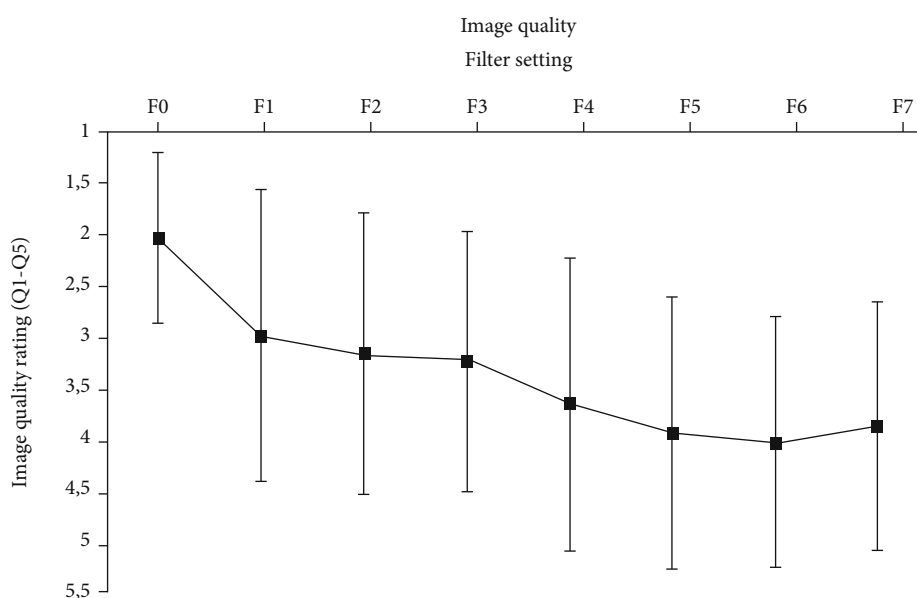 Image quality
Filter setting
F0 F1 F2 F3 F4 F5 F6 F7
1
1,5
2
2,5
3
3,5
4
4,5
5
5,5
Image quality rating (Q1-Q5)